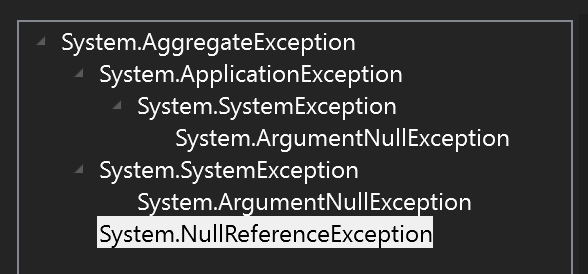 System.AggregateException
System.ApplicationException
System.SystemException
System.ArgumentNullException
System.SystemException
System.ArgumentNullException
System.NullReferenceException